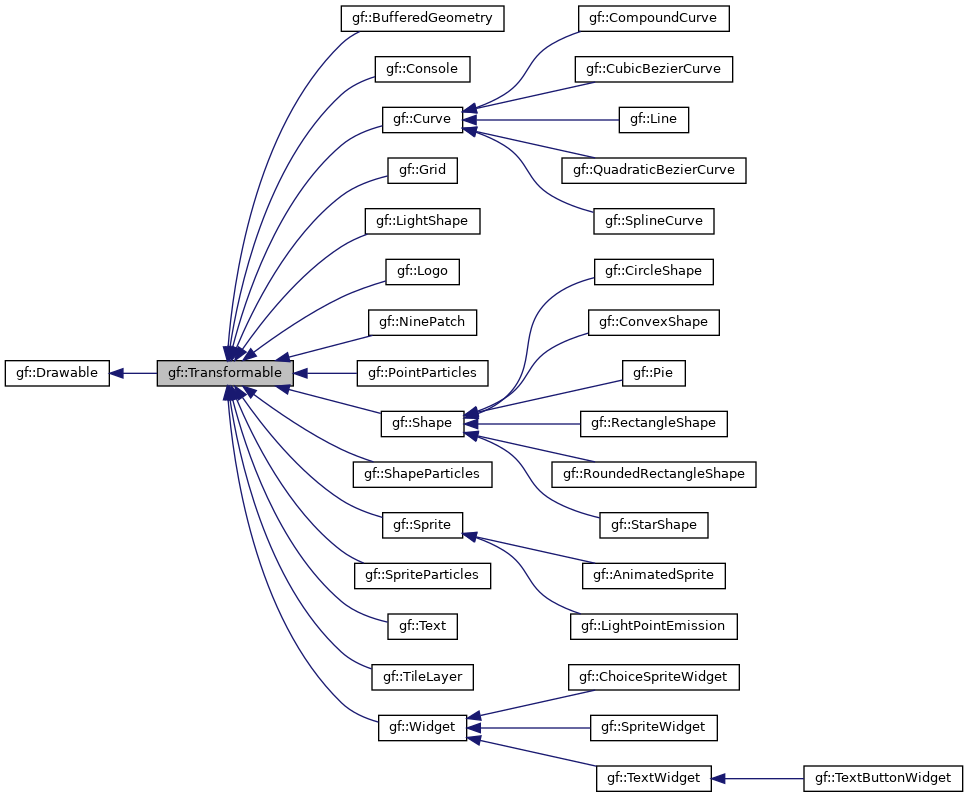 gf::BufferedGeometry
gf::CompoundCurve
gf::Console
gf::CubicBezierCurve
gf::Curve
gf::Line
gf::Grid
gf::QuadraticBezierCurve
gf::LightShape
gf::SplineCurve
gf::Logo
gf::CircleShape
gf::NinePatch
gf::ConvexShape
gf::Drawable
gf::Transformable
gf::PointParticles
gf::Pie
gf::Shape
gf::RectangleShape
gf::ShapeParticles
gf::RoundedRectangleShape
gf::Sprite
gf::StarShape
gf::SpriteParticles
gf::AnimatedSprite
gf::Text
gf::LightPointEmission
gf::TileLayer
gf::ChoiceSpriteWidget
gf::Widget
gf::SpriteWidget
gf::TextWidget
gf::TextButtonWidget